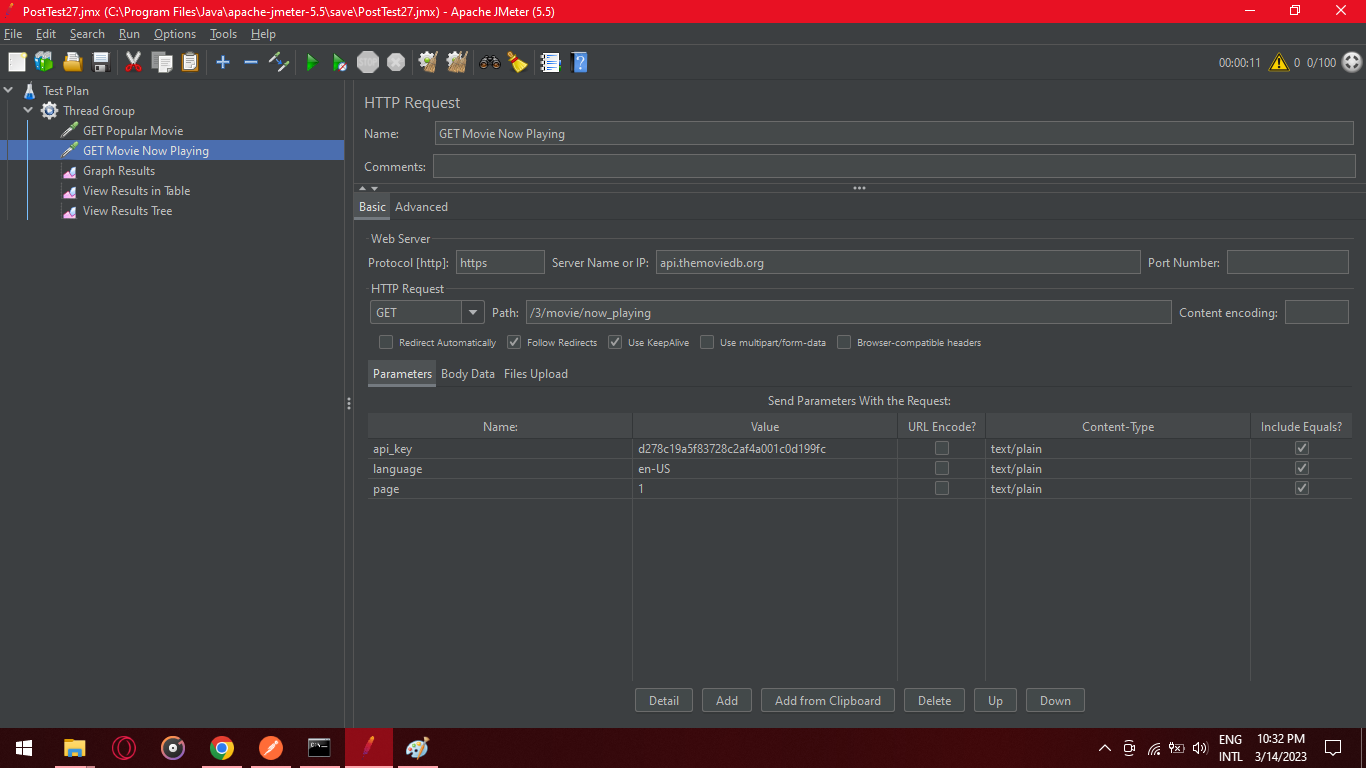 PostTest27.jmx (C:\Program Files\Java\apache-jmeter-5.5\save\PostTest27.jmx) - Apache JMeter (5.5)
File Edit Search Run Options Tools Help
STOP 00:00:11 0 0/100
Test Plan
Thread Group
GET Popular Movie
GET Movie Now Playing
Graph Results
View Results in Table
View Results Tree
HTTP Request
Name: GET Movie Now Playing
Comments:
Basic Advanced
Web Server
Protocol [http]: https Server Name or IP: api.themoviedb.org Port Number:
HTTP Request
GET Path: /3/movie/now_playing Content encoding:
Redirect Automatically Follow Redirects Use KeepAlive Use multipart/form-data Browser-compatible headers
Parameters Body Data Files Upload
Send Parameters With the Request:
Name: Value URL Encode? Content-Type Include Equals?
api_key d278c19a5f83728c2af4a001c0d199fc text/plain
language en-US text/plain
page 1 text/plain
Detail Add Add from Clipboard Delete Up Down
ENG 10:32 PM
INTL 3/14/2023